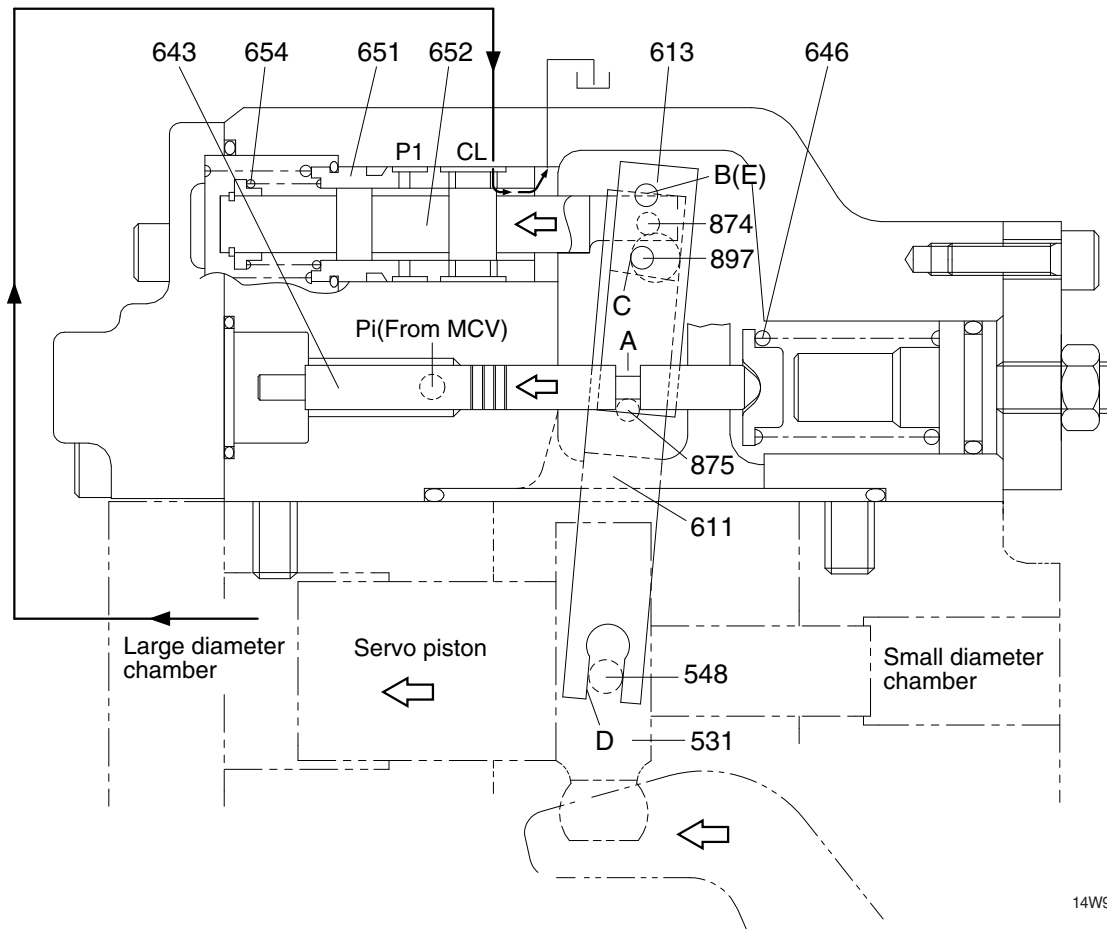 643
654
651
652
613
646
P1
CL
B(E)
874
897
C
Pi(From MCV)
A
875
611
Large diameter
chamber
Servo piston
Small diameter
chamber
548
D
531